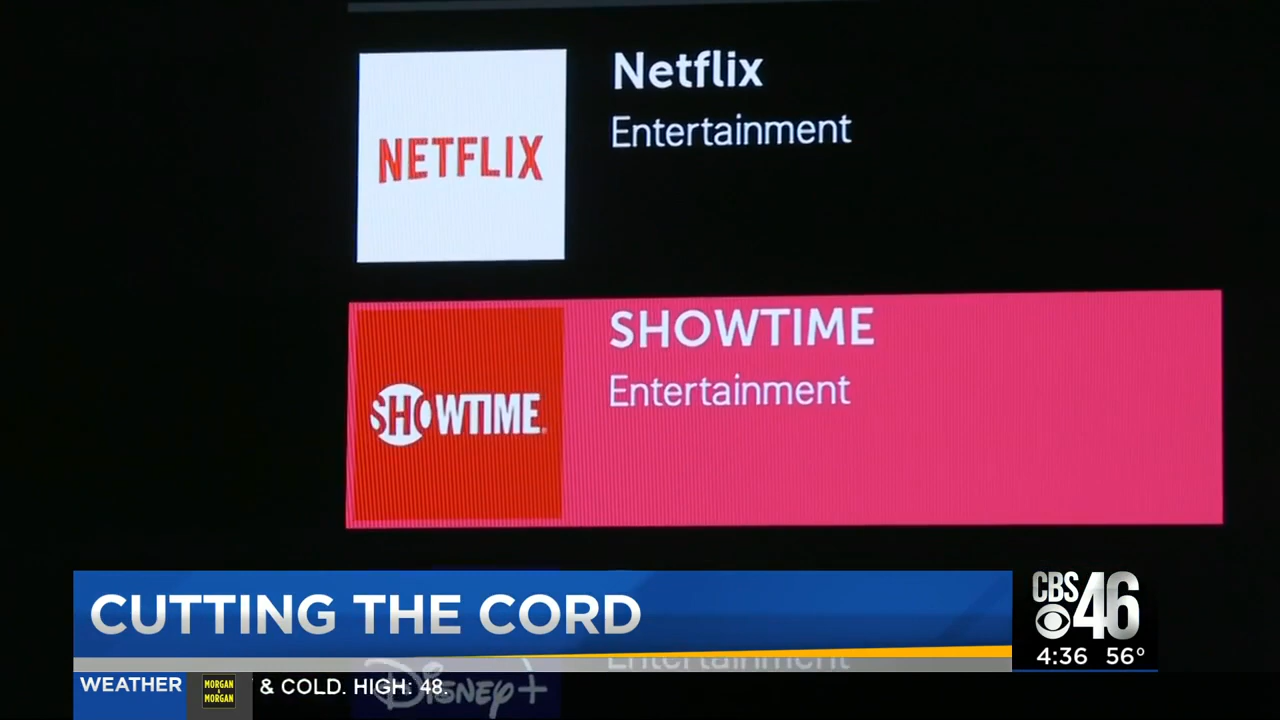 Netflix
Entertainment
NETFLIX
SHOWTIME
Entertainment
SHOWTIME
CUTTING THE CORD
CBS 46
4:36 56°
Entertainment
Disney+
WEATHER
MORGAN & MORGAN
& COLD. HIGH: 48.